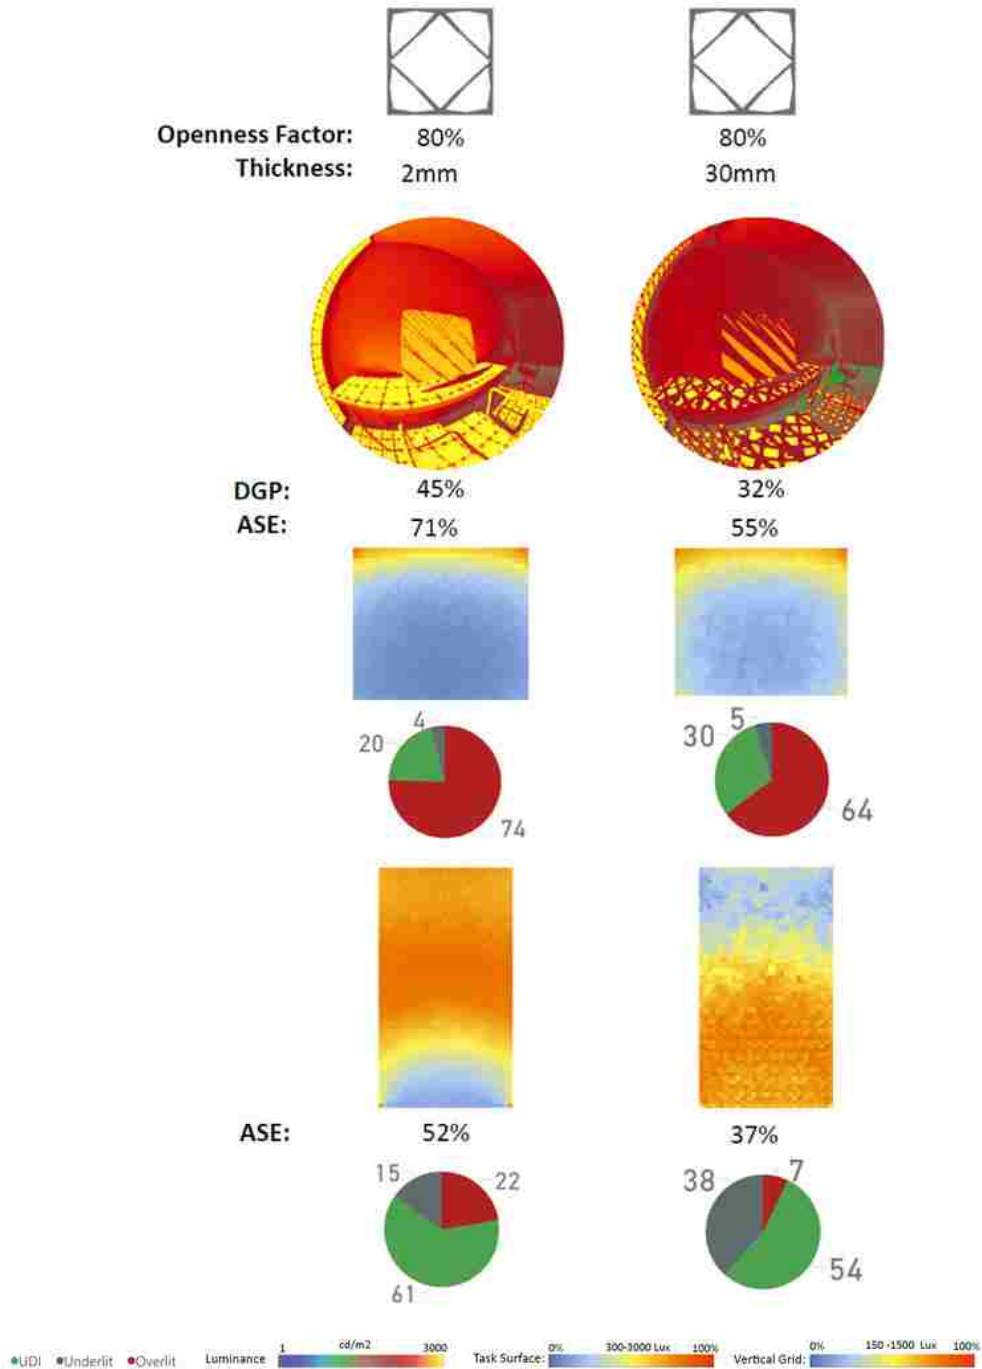 Openness Factor: 80% 80%
Thickness: 2mm 30mm
DGP: 45% 32%
ASE: 71% 55%
4 5
20 30
74 64
ASE: 52% 37%
15 22 38 7
61 54
UDI Underlit Overlit Luminance 1 cd/m2 3000 Task Surface: 0% 300-3000 Lux 100% Vertical Grid: 0% 150-1500 Lux 100%